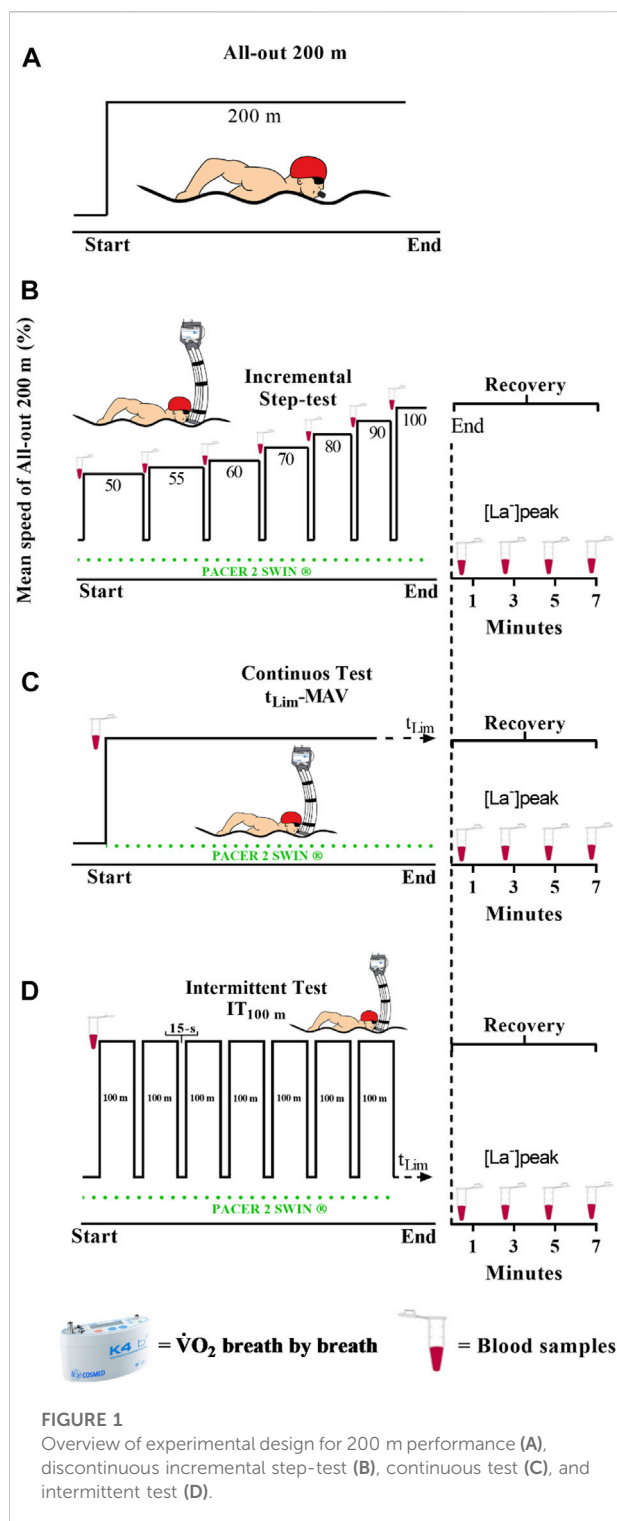 A
All-out 200 m
200 m
Start
End
B
Mean speed of All-out 200 m (%)
Incremental
Step-test
50
55
60
70
80
90
100
PACER 2 SWIN ®
Start
End
Recovery
End
[La⁻]peak
1 3 5 7
Minutes
C
Continuos Test
tLim-MAV
tLim
PACER 2 SWIN ®
Start
End
Recovery
[La⁻]peak
1 3 5 7
Minutes
D
Intermittent Test
IT100 m
15-s
100 m 100 m 100 m 100 m 100 m 100 m 100 m
tLim
PACER 2 SWIN ®
Start
End
Recovery
[La⁻]peak
1 3 5 7
Minutes
K4 b²
COSMED
= V̇O₂ breath by breath
= Blood samples
FIGURE 1
Overview of experimental design for 200 m performance (A),
discontinuous incremental step-test (B), continuous test (C), and
intermittent test (D).